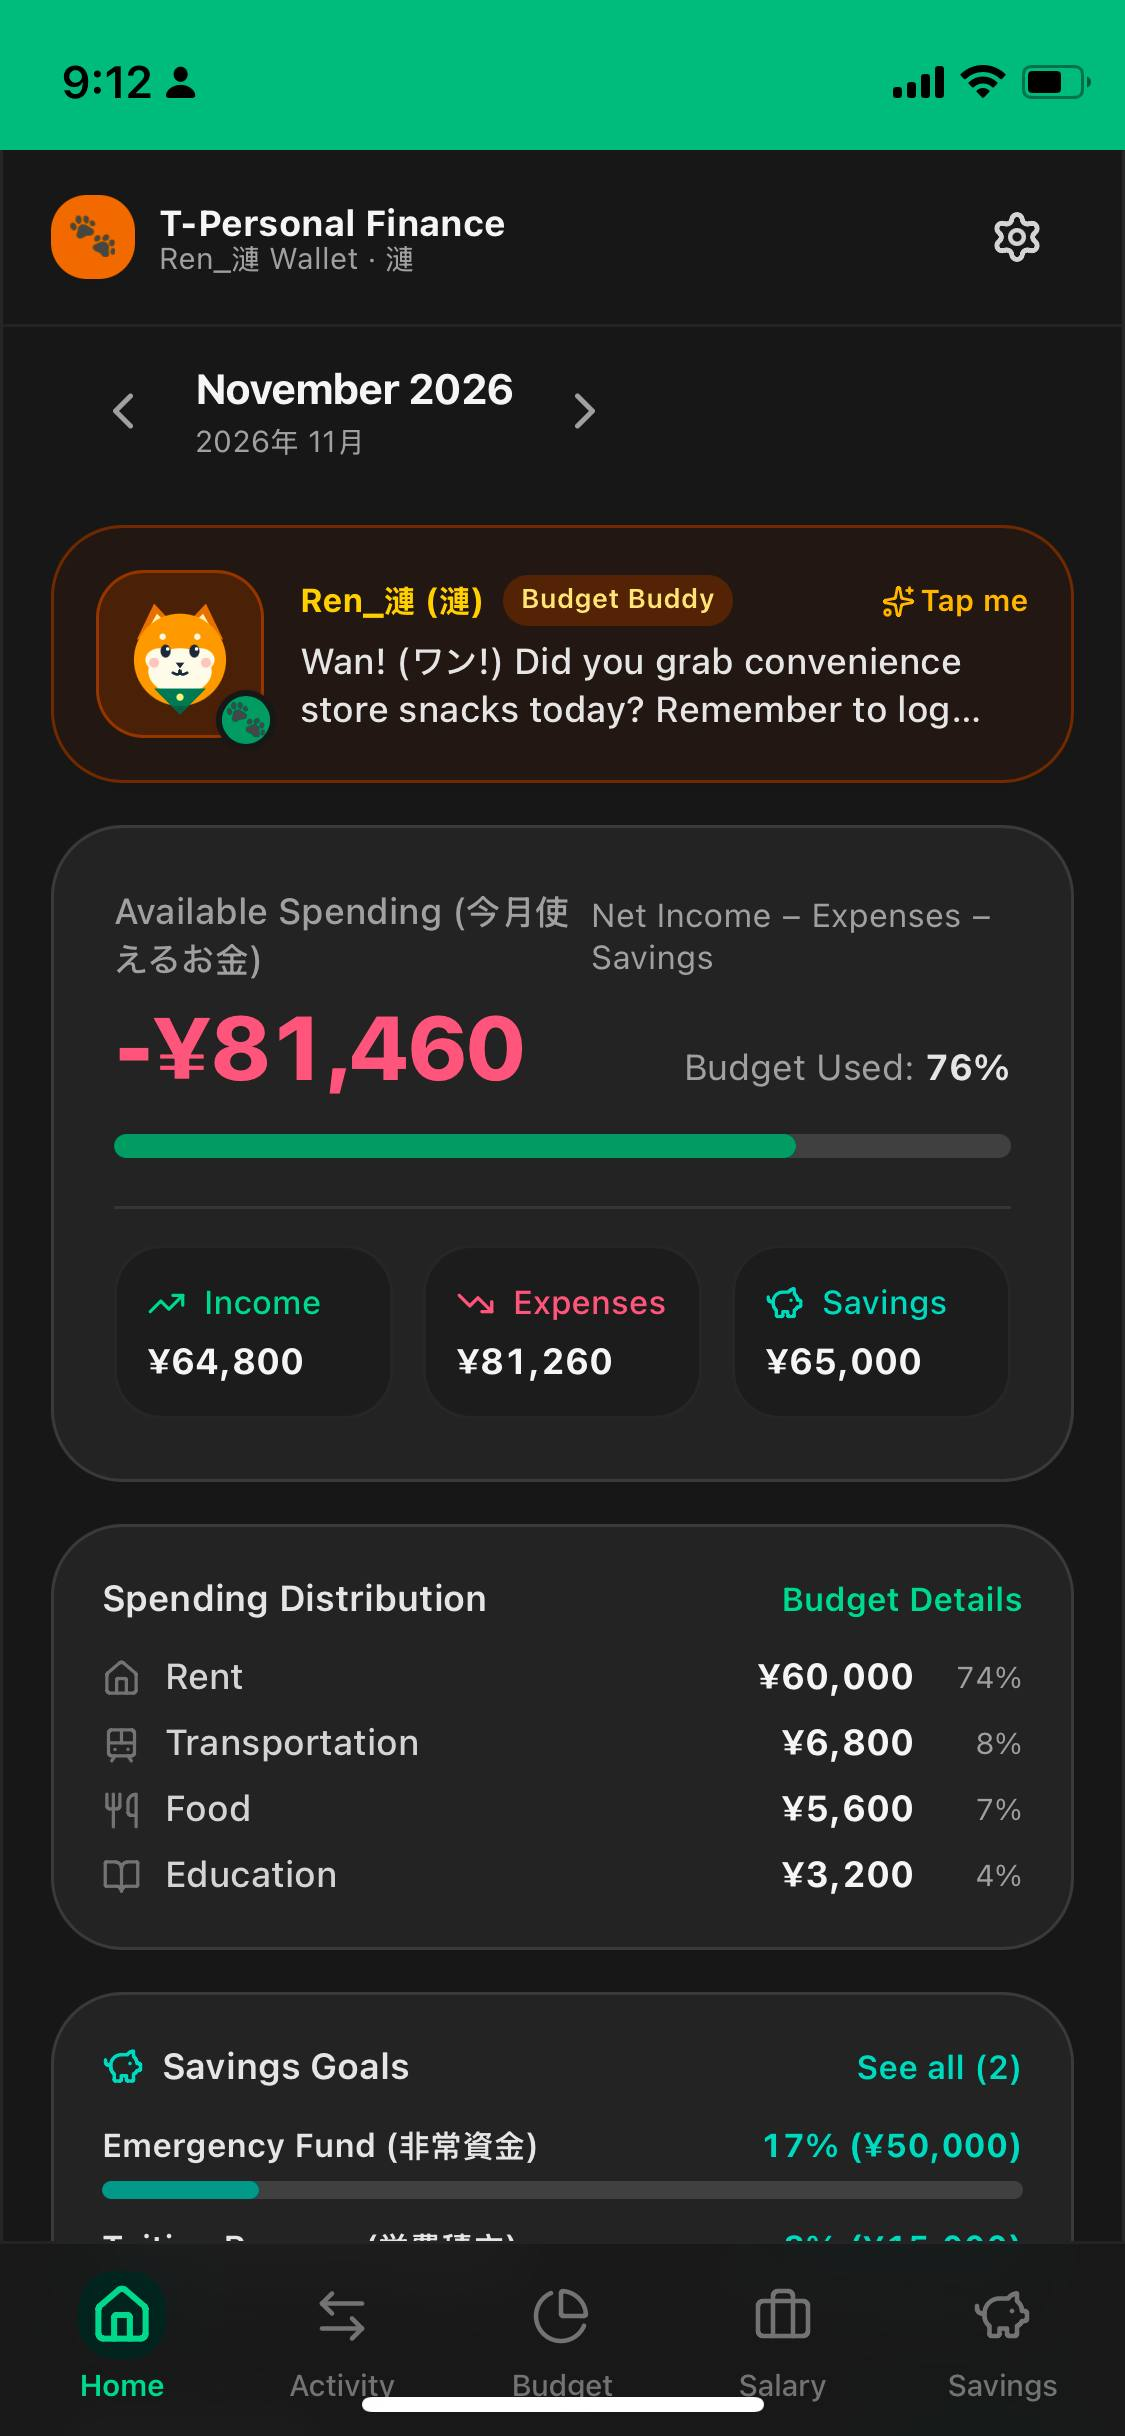 9:12
T-Personal Finance
Ren_漣 Wallet · 漣
November 2026
2026年 11月
Ren_漣 (漣) Budget Buddy Tap me
Wan! (ワン!) Did you grab convenience
store snacks today? Remember to log...
Available Spending (今月使
えるお金)
Net Income – Expenses –
Savings
-¥81,460
Budget Used: 76%
Income
¥64,800
Expenses
¥81,260
Savings
¥65,000
Spending Distribution
Budget Details
Rent ¥60,000 74%
Transportation ¥6,800 8%
Food ¥5,600 7%
Education ¥3,200 4%
Savings Goals
See all (2)
Emergency Fund (非常資金) 17% (¥50,000)
Home
Activity
Budget
Salary
Savings